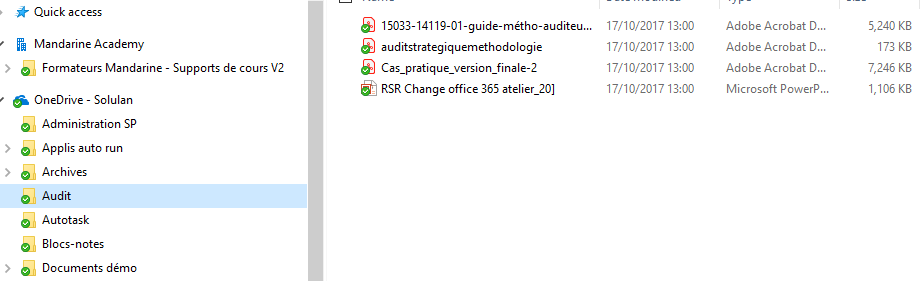 Quick access
Mandarine Academy
Formateurs Mandarine - Supports de cours V2
OneDrive - Solulan
Administration SP
Applis auto run
Archives
Audit
Autotask
Blocs-notes
Documents démo
15033-14119-01-guide-métho-auditeu... 17/10/2017 13:00 Adobe Acrobat D... 5,240 KB
auditstrategiquemethodologie 17/10/2017 13:00 Adobe Acrobat D... 173 KB
Cas_pratique_version_finale-2 17/10/2017 13:00 Adobe Acrobat D... 7,246 KB
RSR Change office 365 atelier_20] 17/10/2017 13:00 Microsoft PowerP... 1,106 KB